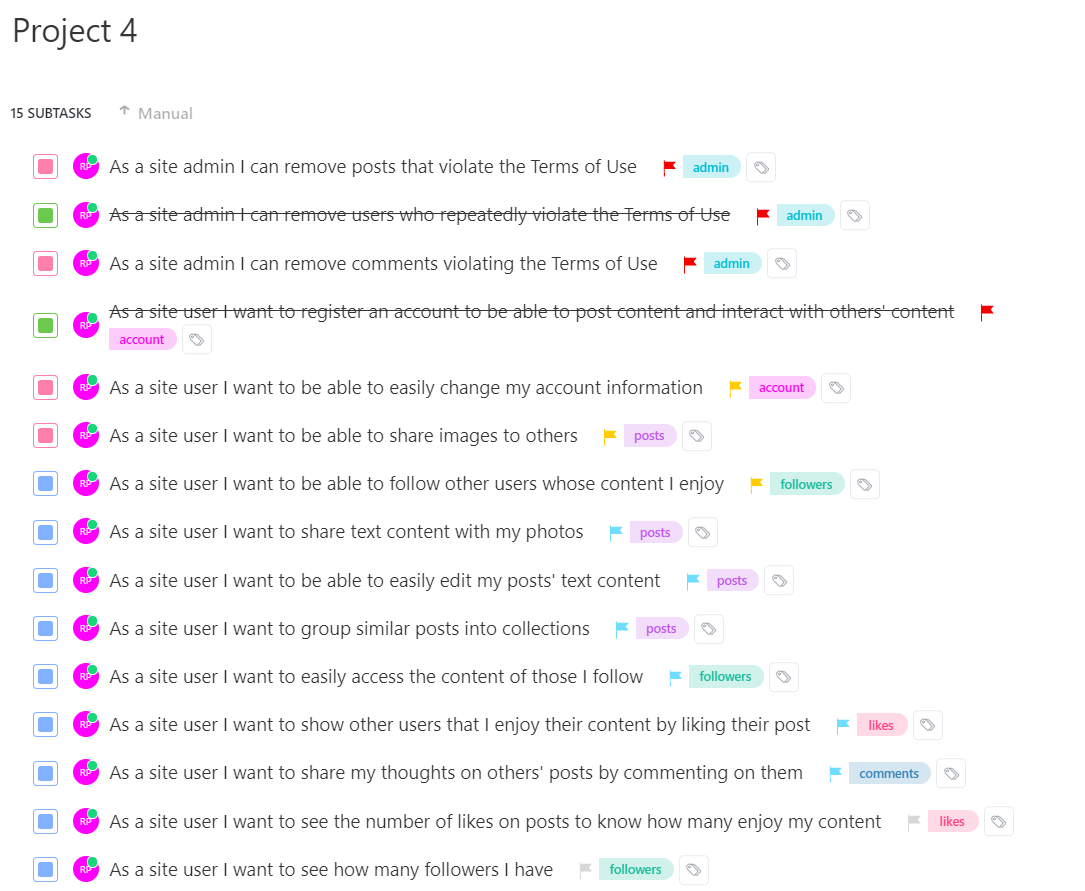 Project 4
15 SUBTASKS Manual
RP As a site admin I can remove posts that violate the Terms of Use admin
RP As a site admin I can remove users who repeatedly violate the Terms of Use admin
RP As a site admin I can remove comments violating the Terms of Use admin
RP As a site user I want to register an account to be able to post content and interact with others' content
account
RP As a site user I want to be able to easily change my account information account
RP As a site user I want to be able to share images to others posts
RP As a site user I want to be able to follow other users whose content I enjoy followers
RP As a site user I want to share text content with my photos posts
RP As a site user I want to be able to easily edit my posts' text content posts
RP As a site user I want to group similar posts into collections posts
RP As a site user I want to easily access the content of those I follow followers
RP As a site user I want to show other users that I enjoy their content by liking their post likes
RP As a site user I want to share my thoughts on others' posts by commenting on them comments
RP As a site user I want to see the number of likes on posts to know how many enjoy my content likes
RP As a site user I want to see how many followers I have followers